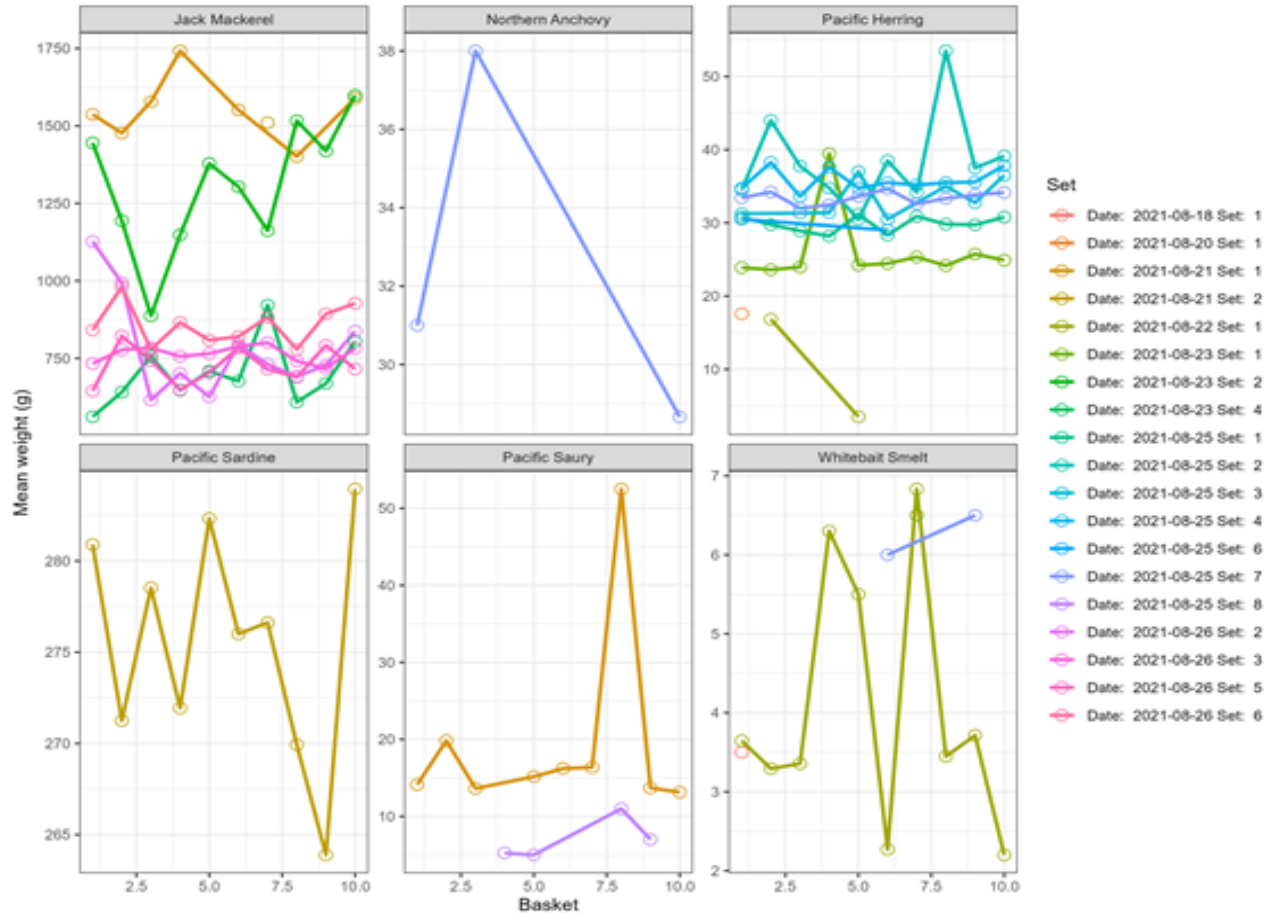 Jack Mackerel
Northern Anchovy
Pacific Herring
1750
1500
1250
1000
750
38
36
34
32
30
50
40
30
20
10
Mean weight (g)
Pacific Sardine
Pacific Saury
Whitebait Smelt
280
275
270
265
50
40
30
20
10
7
6
5
4
3
2
2.5 5.0 7.5 10.0
2.5 5.0 7.5 10.0
2.5 5.0 7.5 10.0
Basket
Set
Date: 2021-08-18 Set: 1
Date: 2021-08-20 Set: 1
Date: 2021-08-21 Set: 1
Date: 2021-08-21 Set: 2
Date: 2021-08-22 Set: 1
Date: 2021-08-23 Set: 1
Date: 2021-08-23 Set: 2
Date: 2021-08-23 Set: 4
Date: 2021-08-25 Set: 1
Date: 2021-08-25 Set: 2
Date: 2021-08-25 Set: 3
Date: 2021-08-25 Set: 4
Date: 2021-08-25 Set: 6
Date: 2021-08-25 Set: 7
Date: 2021-08-25 Set: 8
Date: 2021-08-26 Set: 2
Date: 2021-08-26 Set: 3
Date: 2021-08-26 Set: 5
Date: 2021-08-26 Set: 6